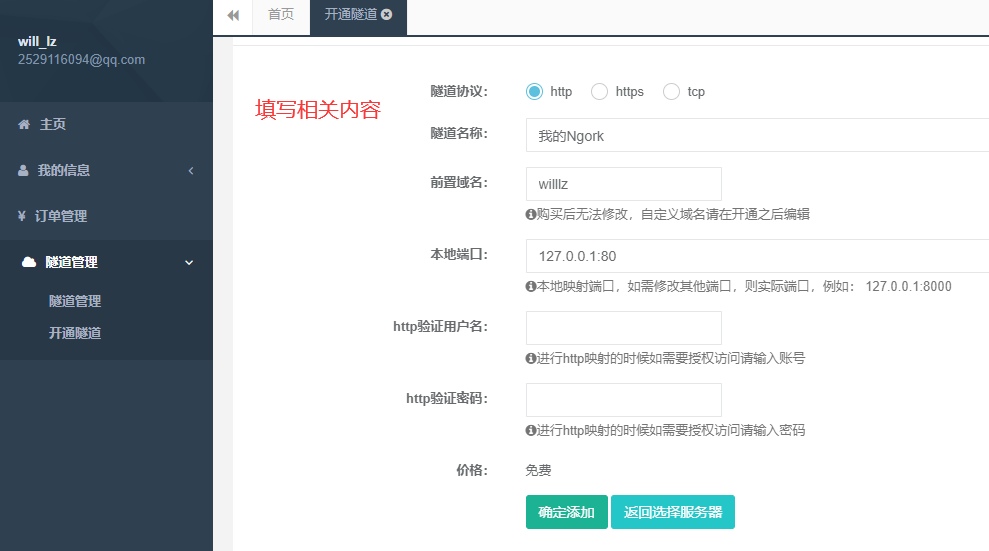 will_lz
2529116094@qq.com
主页
我的信息
订单管理
隧道管理
隧道管理
开通隧道
首页
开通隧道
填写相关内容
隧道协议：
http
https
tcp
隧道名称：
我的Ngork
前置域名：
willlz
购买后无法修改，自定义域名请在开通之后编辑
本地端口：
127.0.0.1:80
本地映射端口，如需修改其他端口，则实际端口，例如： 127.0.0.1:8000
http验证用户名：
进行http映射的时候如需要授权访问请输入账号
http验证密码：
进行http映射的时候如需要授权访问请输入密码
价格：
免费
确定添加
返回选择服务器